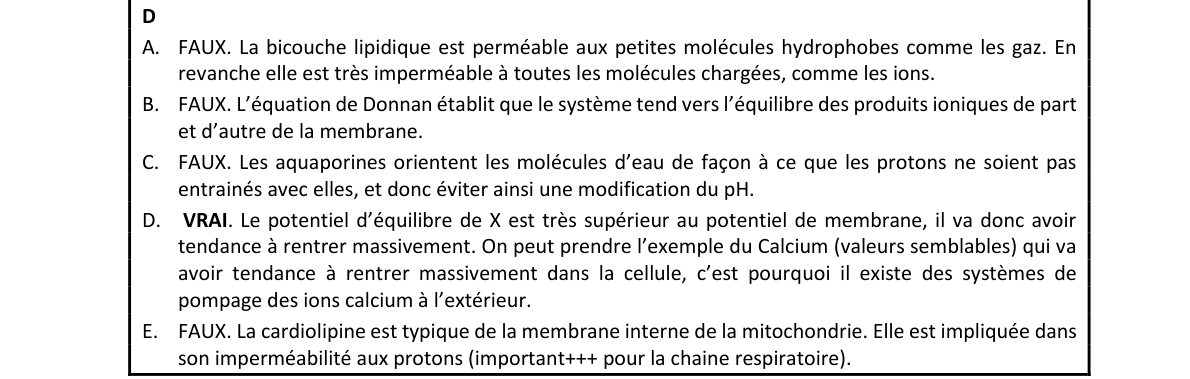 D
A. FAUX. La bicouche lipidique est perméable aux petites molécules hydrophobes comme les gaz. En
revanche elle est très imperméable à toutes les molécules chargées, comme les ions.
B. FAUX. L’équation de Donnan établit que le système tend vers l’équilibre des produits ioniques de part
et d’autre de la membrane.
C. FAUX. Les aquaporines orientent les molécules d’eau de façon à ce que les protons ne soient pas
entrainés avec elles, et donc éviter ainsi une modification du pH.
D. VRAI. Le potentiel d’équilibre de X est très supérieur au potentiel de membrane, il va donc avoir
tendance à rentrer massivement. On peut prendre l’exemple du Calcium (valeurs semblables) qui va
avoir tendance à rentrer massivement dans la cellule, c’est pourquoi il existe des systèmes de
pompage des ions calcium à l’extérieur.
E. FAUX. La cardiolipine est typique de la membrane interne de la mitochondrie. Elle est impliquée dans
son imperméabilité aux protons (important+++ pour la chaine respiratoire).